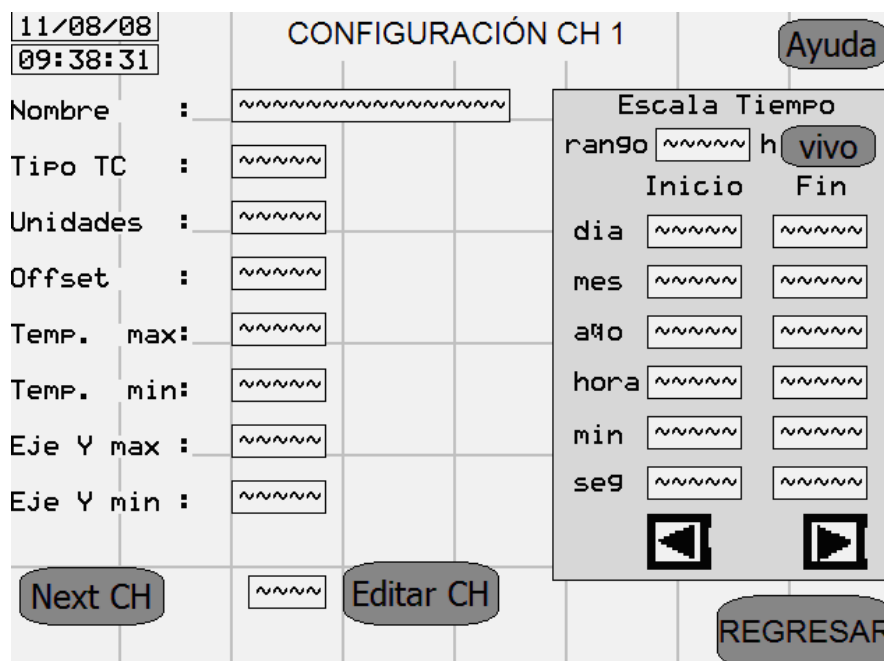 11/08/08
09:38:31
CONFIGURACIÓN CH 1
Ayuda
Nombre : ~~~~~~~~~~~~~~~~
Tipo TC : ~~~~~
Unidades : ~~~~~
Offset : ~~~~~
Temp. max: ~~~~~
Temp. min: ~~~~~
Eje Y max : ~~~~~
Eje Y min : ~~~~~
Next CH
~~~~ Editar CH
Escala Tiempo
rango ~~~~~ h vivo
Inicio Fin
dia ~~~~~ ~~~~~
mes ~~~~~ ~~~~~
año ~~~~~ ~~~~~
hora ~~~~~ ~~~~~
min ~~~~~ ~~~~~
seg ~~~~~ ~~~~~
REGRESAR